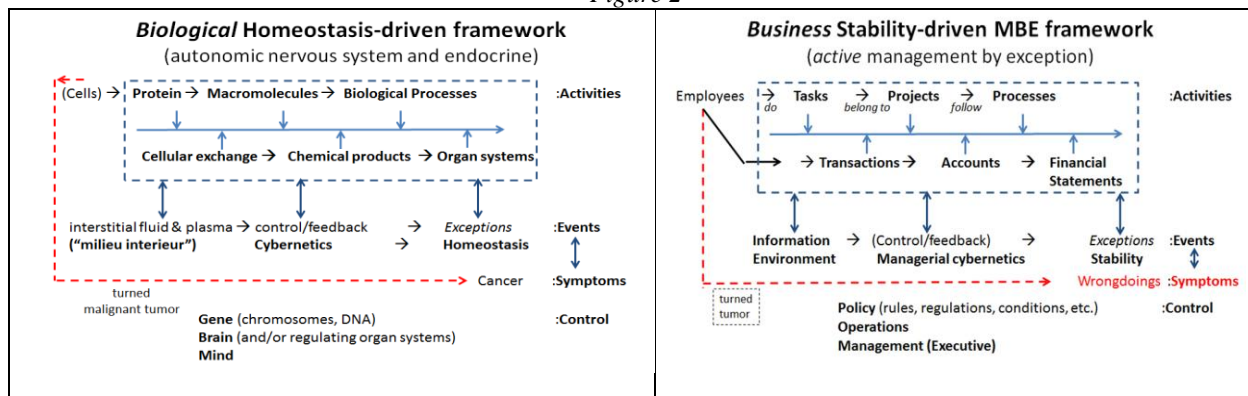 Figure 2
Biological Homeostasis-driven framework
(autonomic nervous system and endocrine)
(Cells) → Protein → Macromolecules → Biological Processes :Activities
Cellular exchange → Chemical products → Organ systems
interstitial fluid & plasma → control/feedback → Exceptions :Events
("milieu interieur") Cybernetics → Homeostasis
Cancer :Symptoms
turned
malignant tumor
Gene (chromosomes, DNA) :Control
Brain (and/or regulating organ systems)
Mind
Business Stability-driven MBE framework
(active management by exception)
Employees → Tasks → Projects → Processes :Activities
do belong to follow
→ Transactions → Accounts → Financial
Statements
Information → (Control/feedback) → Exceptions :Events
Environment Managerial cybernetics Stability
Wrongdoings :Symptoms
turned
tumor
Policy (rules, regulations, conditions, etc.) :Control
Operations
Management (Executive)